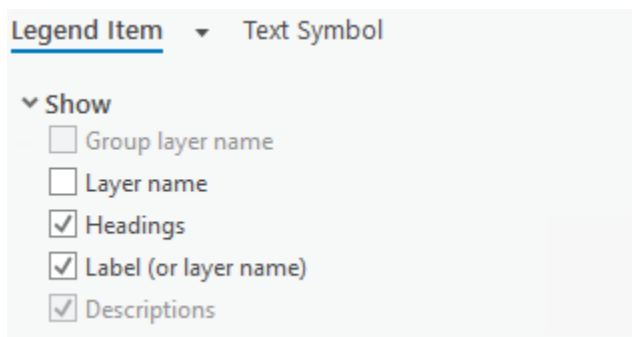 Legend Item Text Symbol
Show
Group layer name
Layer name
Headings
Label (or layer name)
Descriptions